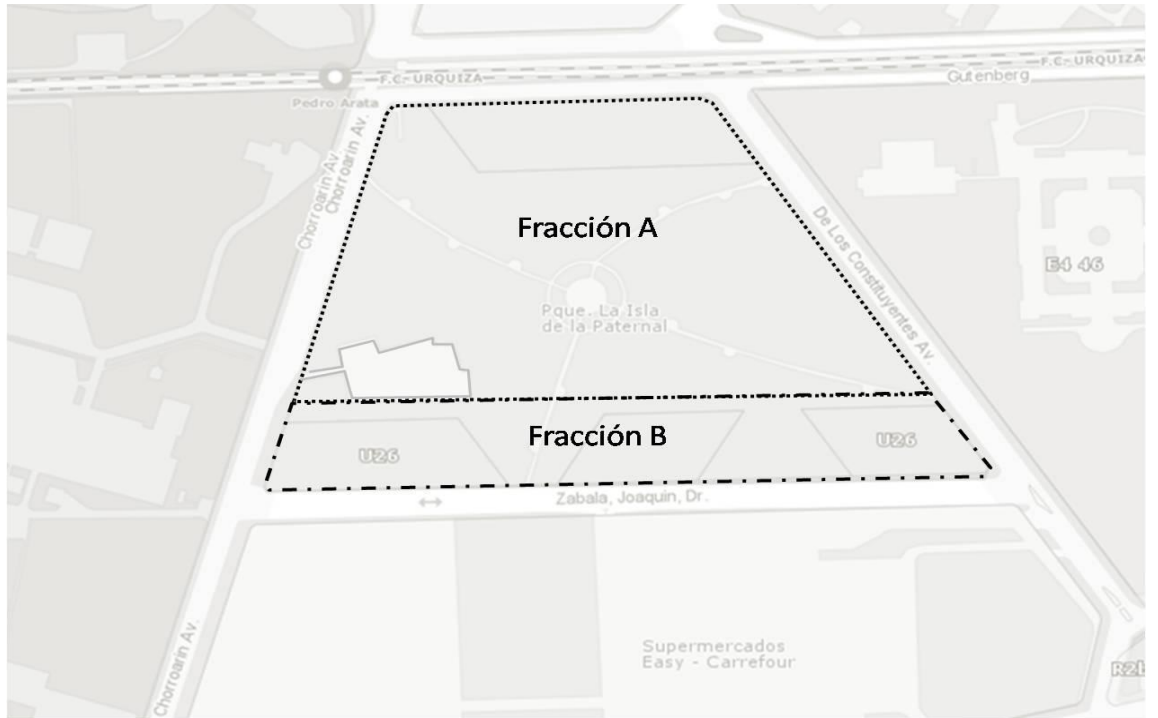 F.C. URQUIZA
F.C. URQUIZA
Gutenberg
Pedro Arata
Chorroarin Av.
Chorroarin Av.
Fracción A
De Los Constituyentes Av.
E4 46
Pque. La Isla
de la Paternal
Fracción B
U26
U26
Zabala, Joaquin, Dr.
Supermercados
Easy - Carrefour
Chorroarin Av.